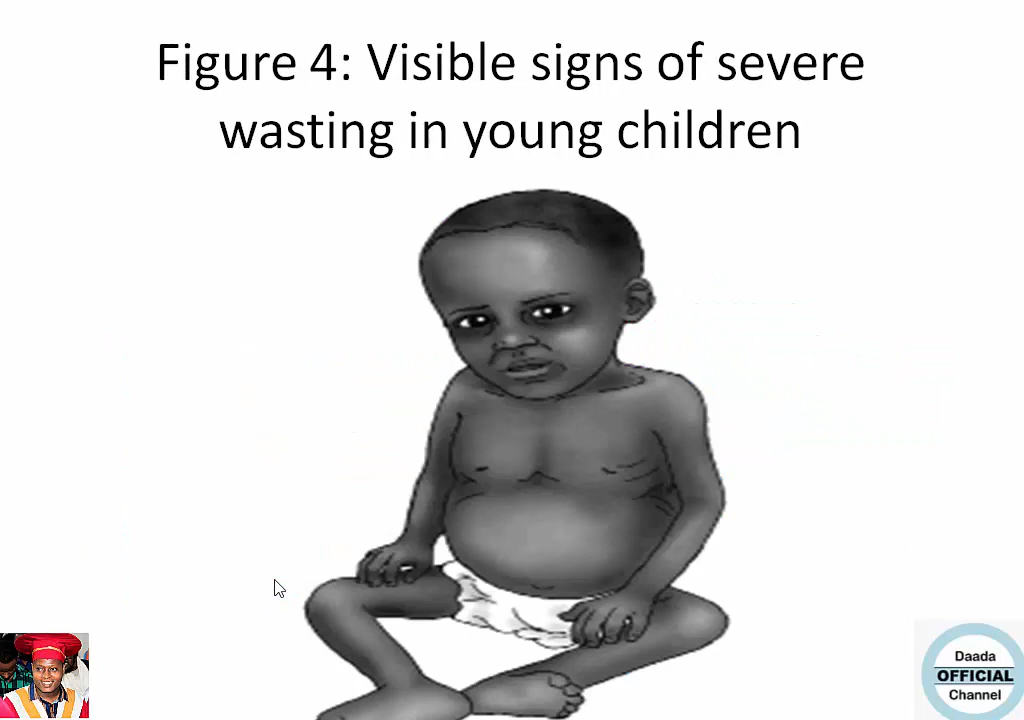 Figure 4: Visible signs of severe
wasting in young children
Daada
OFFICIAL
Channel